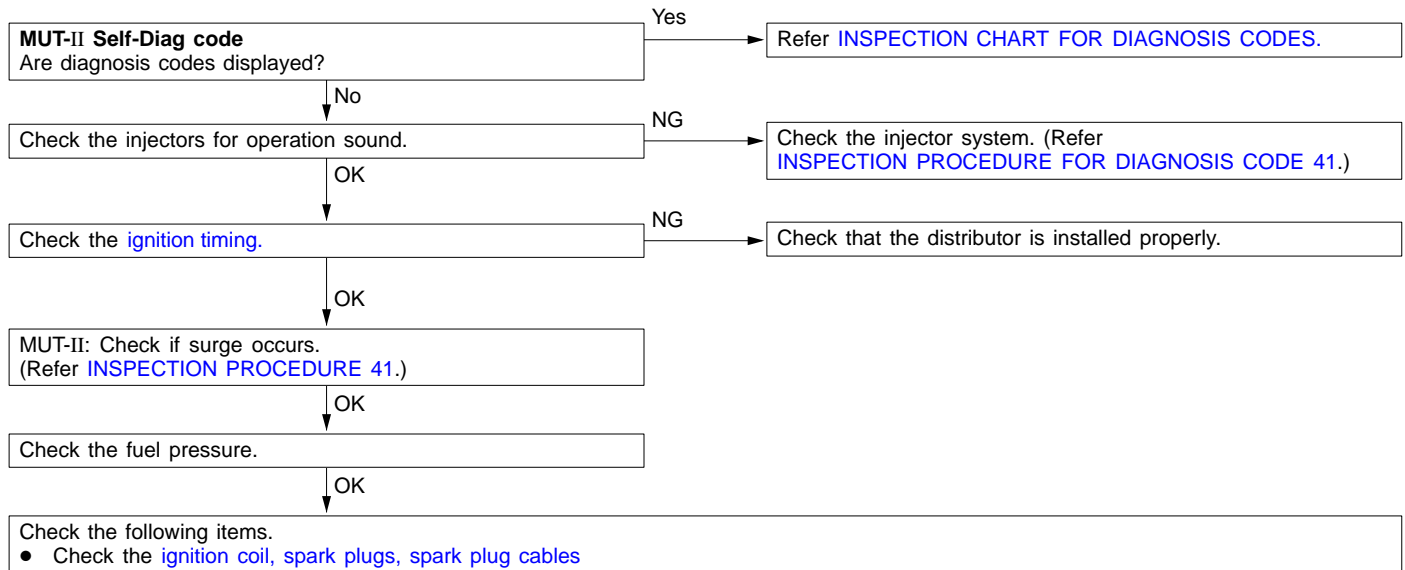 MUT-II Self-Diag code
Are diagnosis codes displayed?
Yes
Refer INSPECTION CHART FOR DIAGNOSIS CODES.
No
Check the injectors for operation sound.
NG
Check the injector system. (Refer
INSPECTION PROCEDURE FOR DIAGNOSIS CODE 41.)
OK
Check the ignition timing.
NG
Check that the distributor is installed properly.
OK
MUT-II: Check if surge occurs.
(Refer INSPECTION PROCEDURE 41.)
OK
Check the fuel pressure.
OK
Check the following items.
● Check the ignition coil, spark plugs, spark plug cables